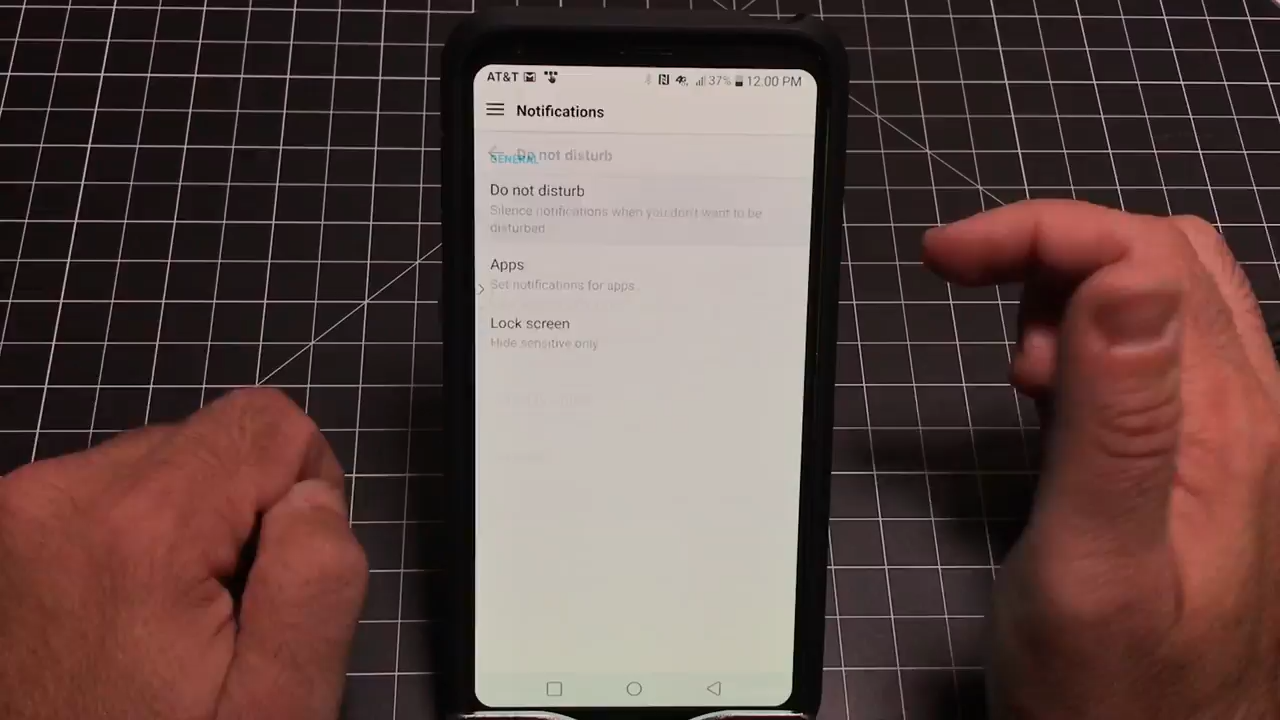 AT&T 37% 12:00 PM
Notifications
Do not disturb
GENERAL
Do not disturb
Silence notifications when you don't want to be
disturbed
Apps
Set notifications for apps
Lock screen
Hide sensitive only